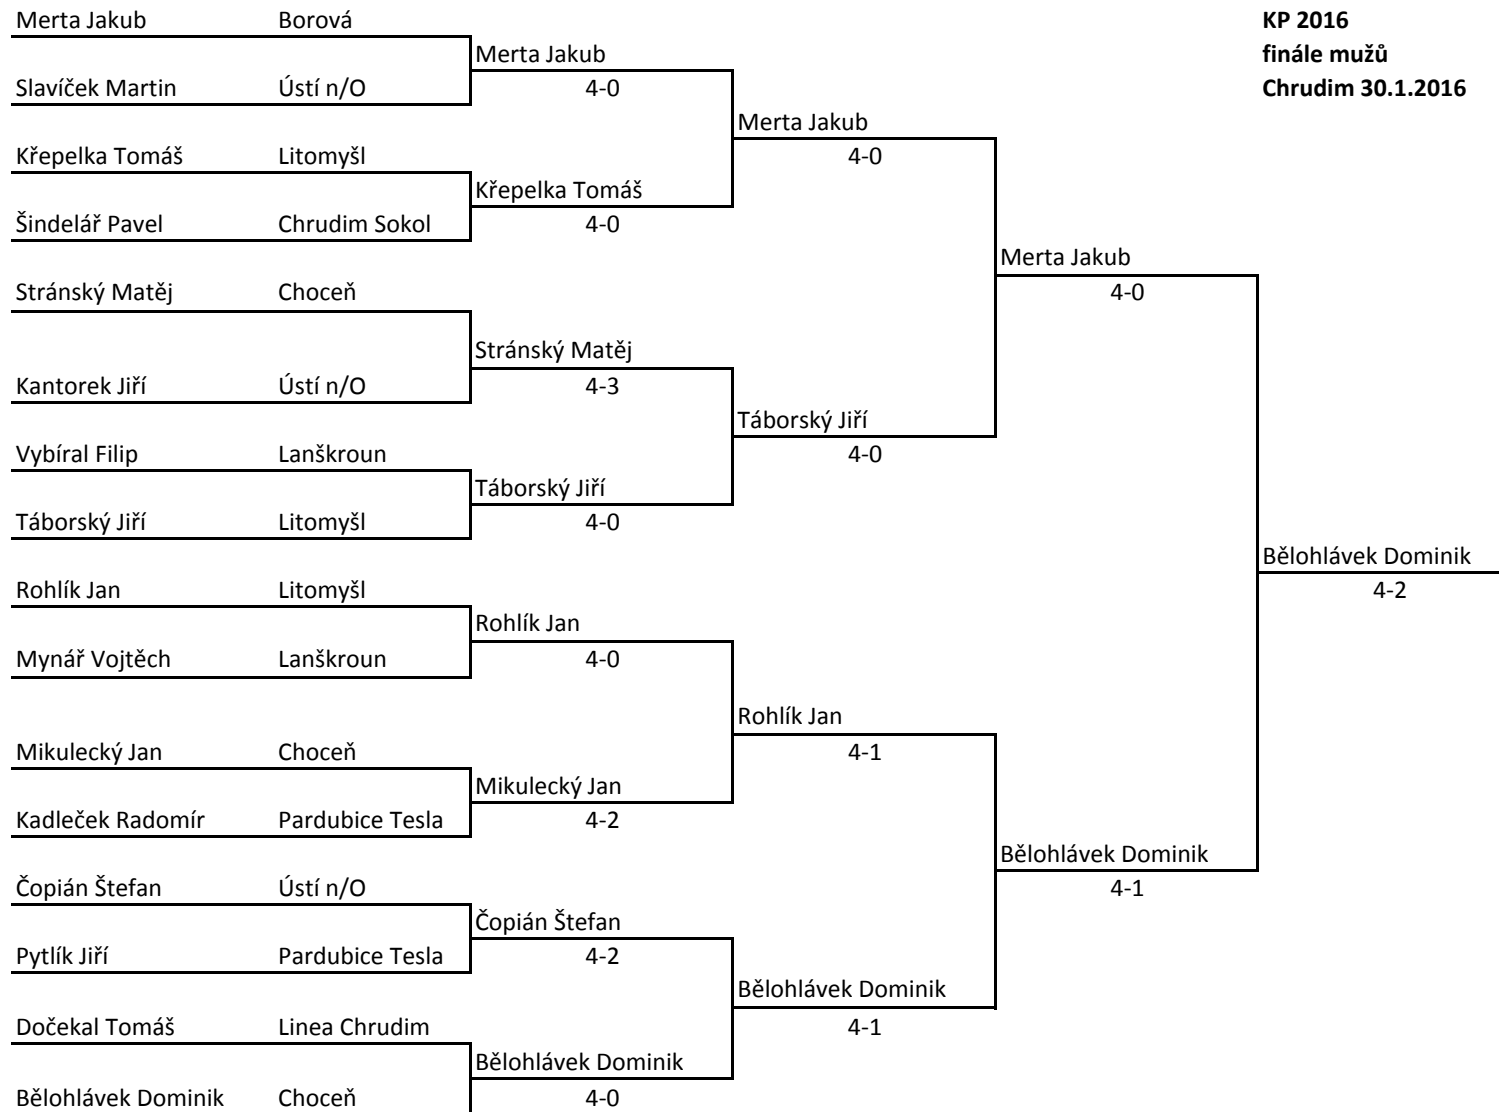 Merta Jakub Borová KP 2016
Merta Jakub finále mužů
Slavíček Martin Ústí n/O 4-0 Chrudim 30.1.2016
Merta Jakub
Křepelka Tomáš Litomyšl 4-0
Křepelka Tomáš
Šindelář Pavel Chrudim Sokol 4-0
Merta Jakub
Stránský Matěj Choceň 4-0
Stránský Matěj
Kantorek Jiří Ústí n/O 4-3
Táborský Jiří
Vybíral Filip Lanškroun 4-0
Táborský Jiří
Táborský Jiří Litomyšl 4-0
Bělohlávek Dominik
Rohlík Jan Litomyšl 4-2
Rohlík Jan
Mynář Vojtěch Lanškroun 4-0
Rohlík Jan
Mikulecký Jan Choceň 4-1
Mikulecký Jan
Kadleček Radomír Pardubice Tesla 4-2
Bělohlávek Dominik
Čopián Štefan Ústí n/O 4-1
Čopián Štefan
Pytlík Jiří Pardubice Tesla 4-2
Bělohlávek Dominik
Dočekal Tomáš Linea Chrudim 4-1
Bělohlávek Dominik
Bělohlávek Dominik Choceň 4-0